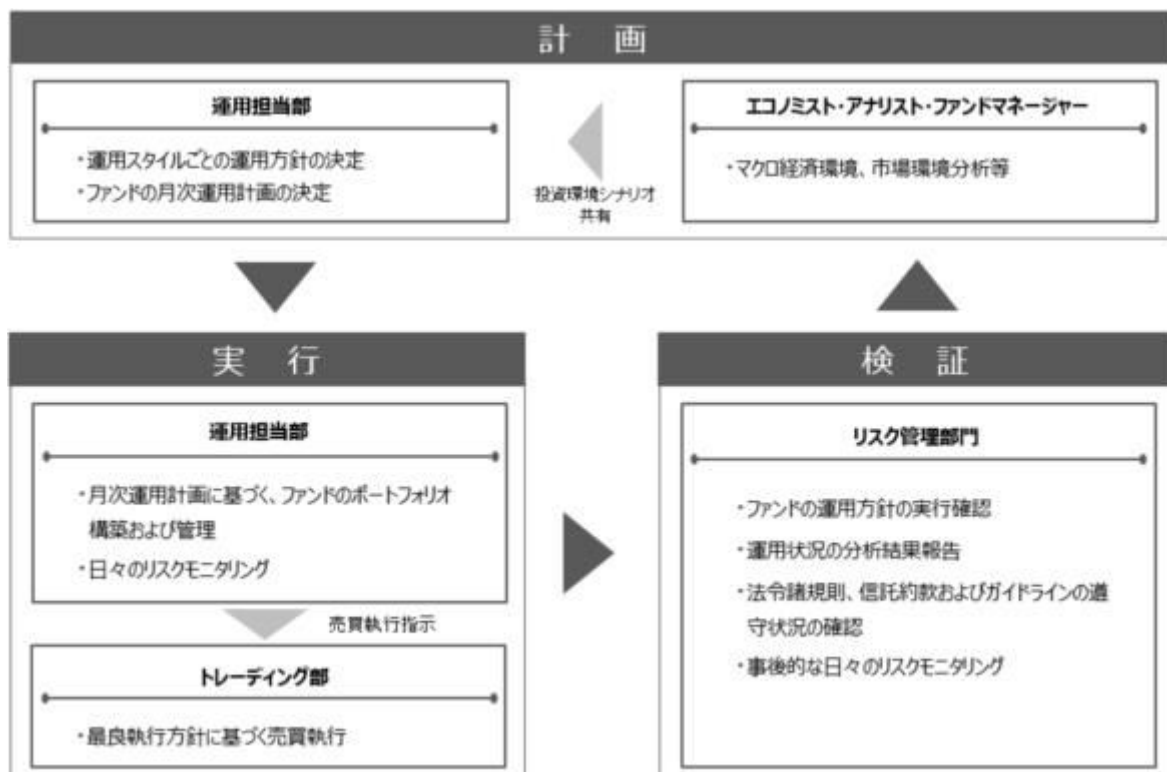 計 画
運用担当部
・運用スタイルごとの運用方針の決定
・ファンドの月次運用計画の決定
投資環境シナリオ
共有
エコノミスト・アナリスト・ファンドマネージャー
・マクロ経済環境、市場環境分析等
実 行
運用担当部
・月次運用計画に基づく、ファンドのポートフォリオ
構築および管理
・日々のリスクモニタリング
売買執行指示
トレーディング部
・最良執行方針に基づく売買執行
検 証
リスク管理部門
・ファンドの運用方針の実行確認
・運用状況の分析結果報告
・法令諸規則、信託約款およびガイドラインの遵
守状況の確認
・事後的な日々のリスクモニタリング